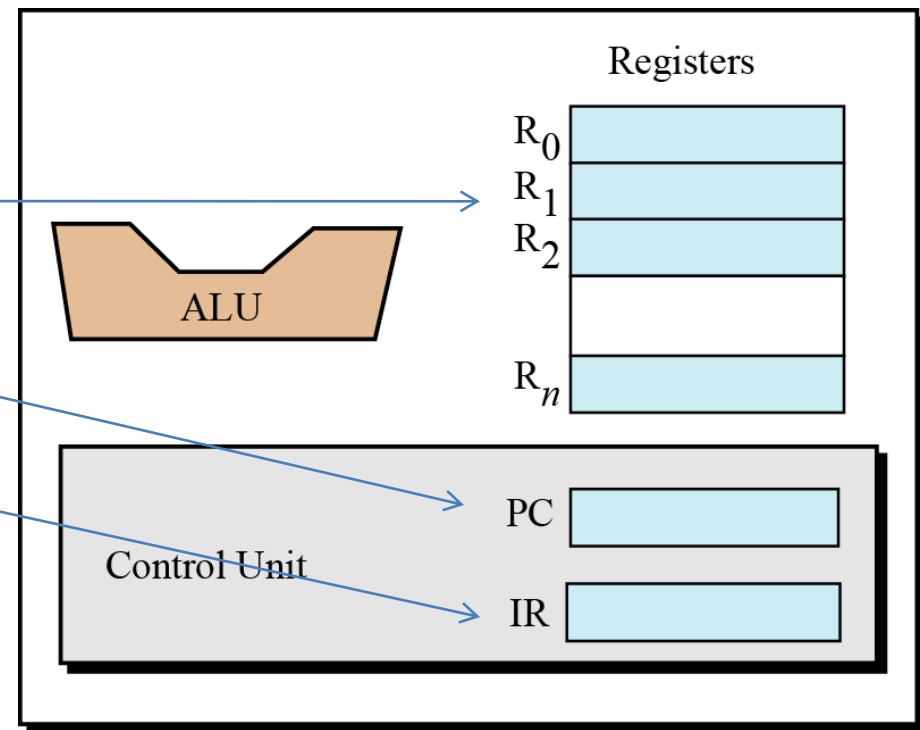 Registers
R0
R1
R2
ALU
Rn
PC
Control Unit
IR